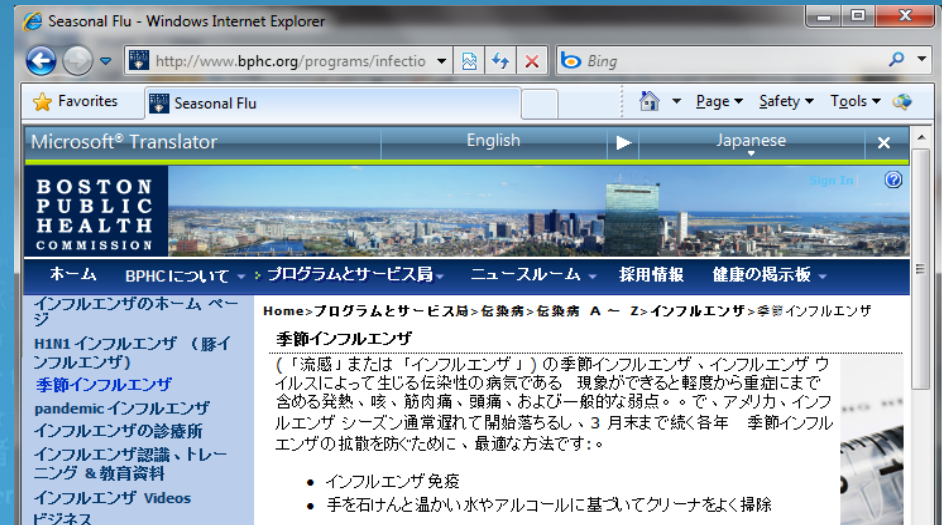 Seasonal Flu - Windows Internet Explorer
http://www.bphc.org/programs/infectio
Bing
Favorites
Seasonal Flu
Page
Safety
Tools
Microsoft® Translator
English
Japanese
BOSTON
PUBLIC
HEALTH
COMMISSION
Sign In
ホーム BPHCについて プログラムとサービス局 ニュースルーム 採用情報 健康の掲示板
インフルエンザのホーム ペー
ジ
H1N1 インフルエンザ (豚イ
ンフルエンザ)
季節インフルエンザ
pandemic インフルエンザ
インフルエンザの診療所
インフルエンザ認識、トレー
ニング & 教育資料
インフルエンザ Videos
ビジネス
Home>プログラムとサービス局>伝染病>伝染病 A ～ Z>インフルエンザ>季節インフルエンザ
季節インフルエンザ
(「流感」または「インフルエンザ」) の季節インフルエンザ、インフルエンザ ウ
イルスによって生じる伝染性の病気である 現象ができると軽度から重症にまで
含める発熱、咳、筋肉痛、頭痛、および一般的な弱点。。で、アメリカ、インフ
ルエンザ シーズン通常遅れて開始落ちるし、3 月末まで続く各年 季節インフル
エンザの拡散を防ぐために、最適な方法です:。
• インフルエンザ免疫
• 手を石けんと温かい水やアルコールに基づいてクリーナをよく掃除